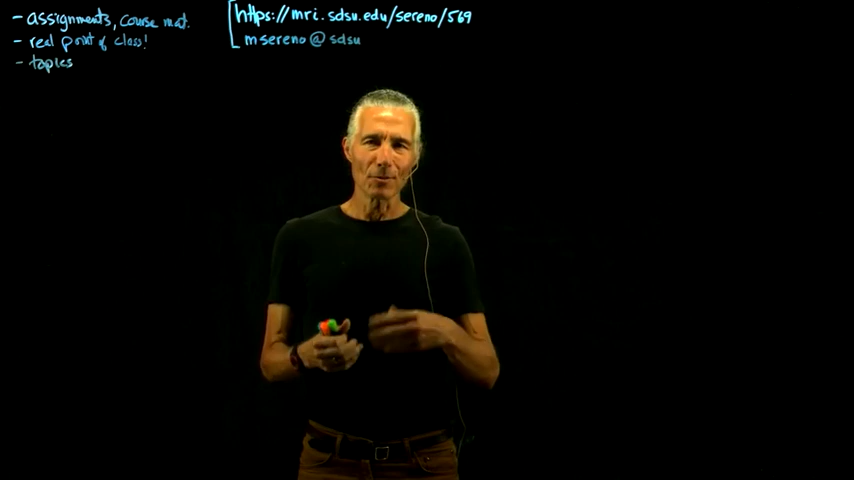 - assignments, course mat.
- real point of class!
- topics
https://mri.sdsu.edu/sereno/569
msereno@sdsu